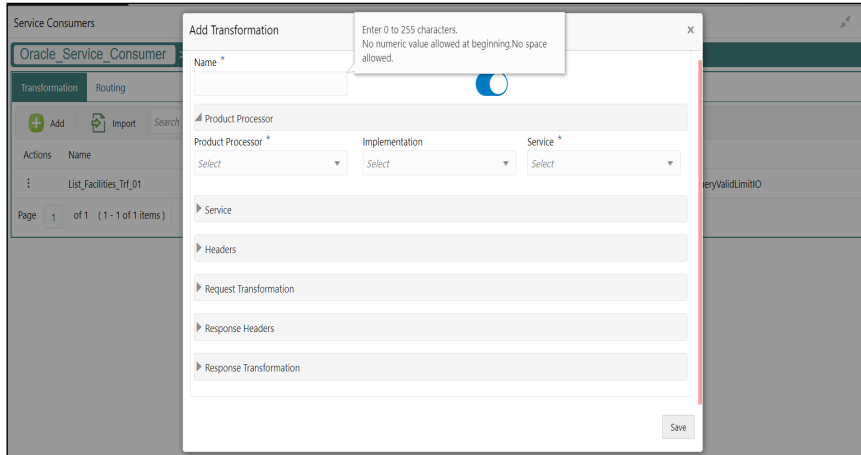 Service Consumers
Oracle_Service_Consumer >
Transformation Routing
Add Import Search
Actions Name
List_Facilities_Trf_01
Page 1 of 1 ( 1 - 1 of 1 items )
Add Transformation
x
Enter 0 to 255 characters.
No numeric value allowed at beginning.No space
allowed.
Name *
Product Processor
Product Processor * Implementation Service *
Select Select Select
Service
Headers
Request Transformation
Response Headers
Response Transformation
Save